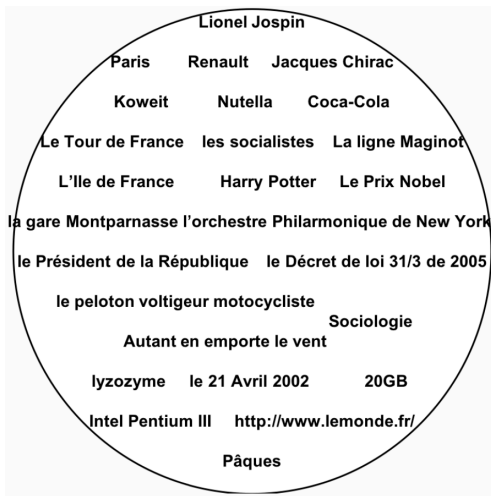 Lionel Jospin
Paris Renault Jacques Chirac
Koweit Nutella Coca-Cola
Le Tour de France les socialistes La ligne Maginot
L'Ile de France Harry Potter Le Prix Nobel
la gare Montparnasse l'orchestre Philarmonique de New York
le Président de la République le Décret de loi 31/3 de 2005
le peloton voltigeur motocycliste
Sociologie
Autant en emporte le vent
lyzozyme le 21 Avril 2002 20GB
Intel Pentium III http://www.lemonde.fr/
Pâques